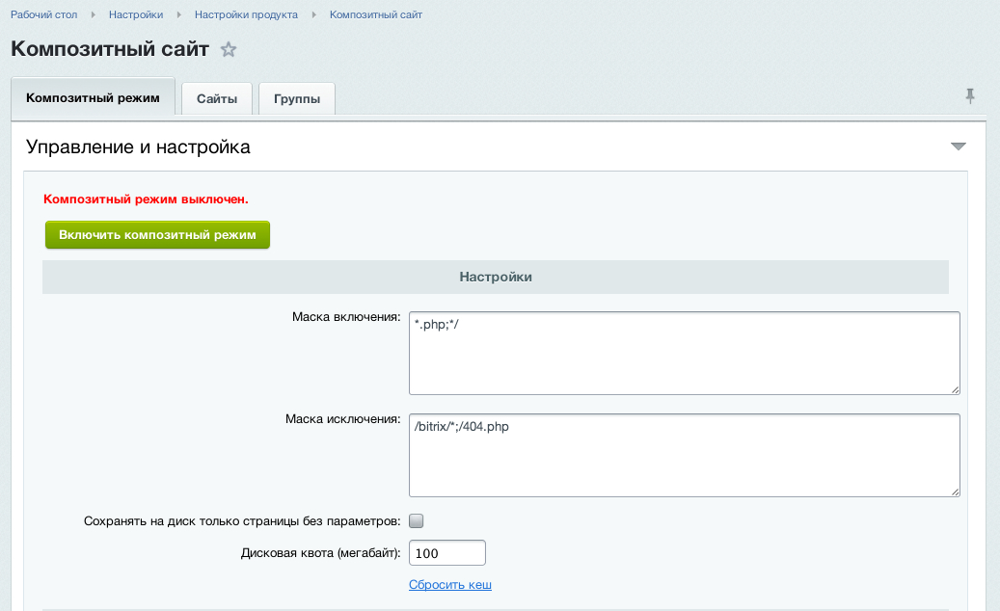 Рабочий стол Настройки Настройки продукта Композитный сайт
Композитный сайт
Композитный режим Сайты Группы
Управление и настройка
Композитный режим выключен.
Включить композитный режим
Настройки
Маска включения: *.php;*/
Маска исключения: /bitrix/*;/404.php
Сохранять на диск только страницы без параметров:
Дисковая квота (мегабайт): 100
Сбросить кеш